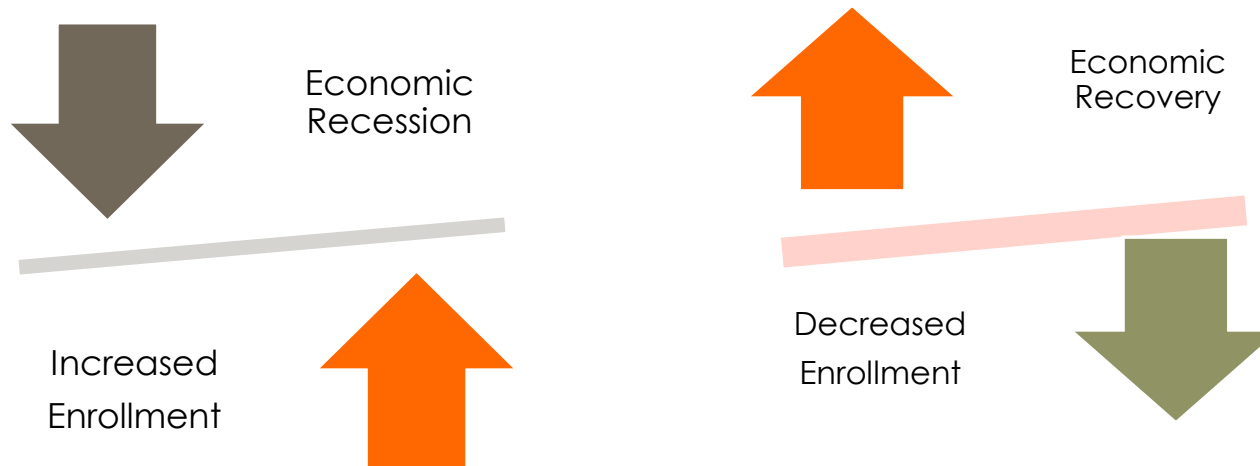 Economic
Recession
Increased
Enrollment
Economic
Recovery
Decreased
Enrollment